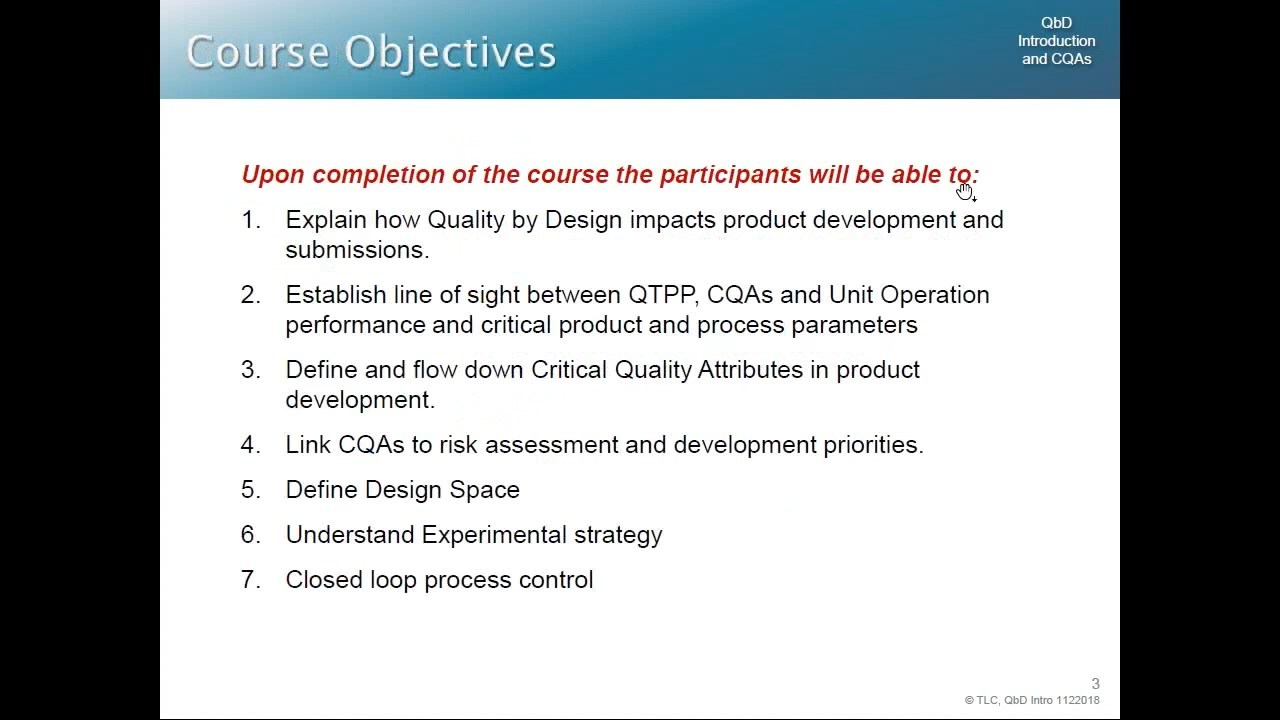 Course Objectives
QbD
Introduction
and CQAs
Upon completion of the course the participants will be able to:
1. Explain how Quality by Design impacts product development and
submissions.
2. Establish line of sight between QTPP, CQAs and Unit Operation
performance and critical product and process parameters
3. Define and flow down Critical Quality Attributes in product
development.
4. Link CQAs to risk assessment and development priorities.
5. Define Design Space
6. Understand Experimental strategy
7. Closed loop process control
3
© TLC, QbD Intro 1122018